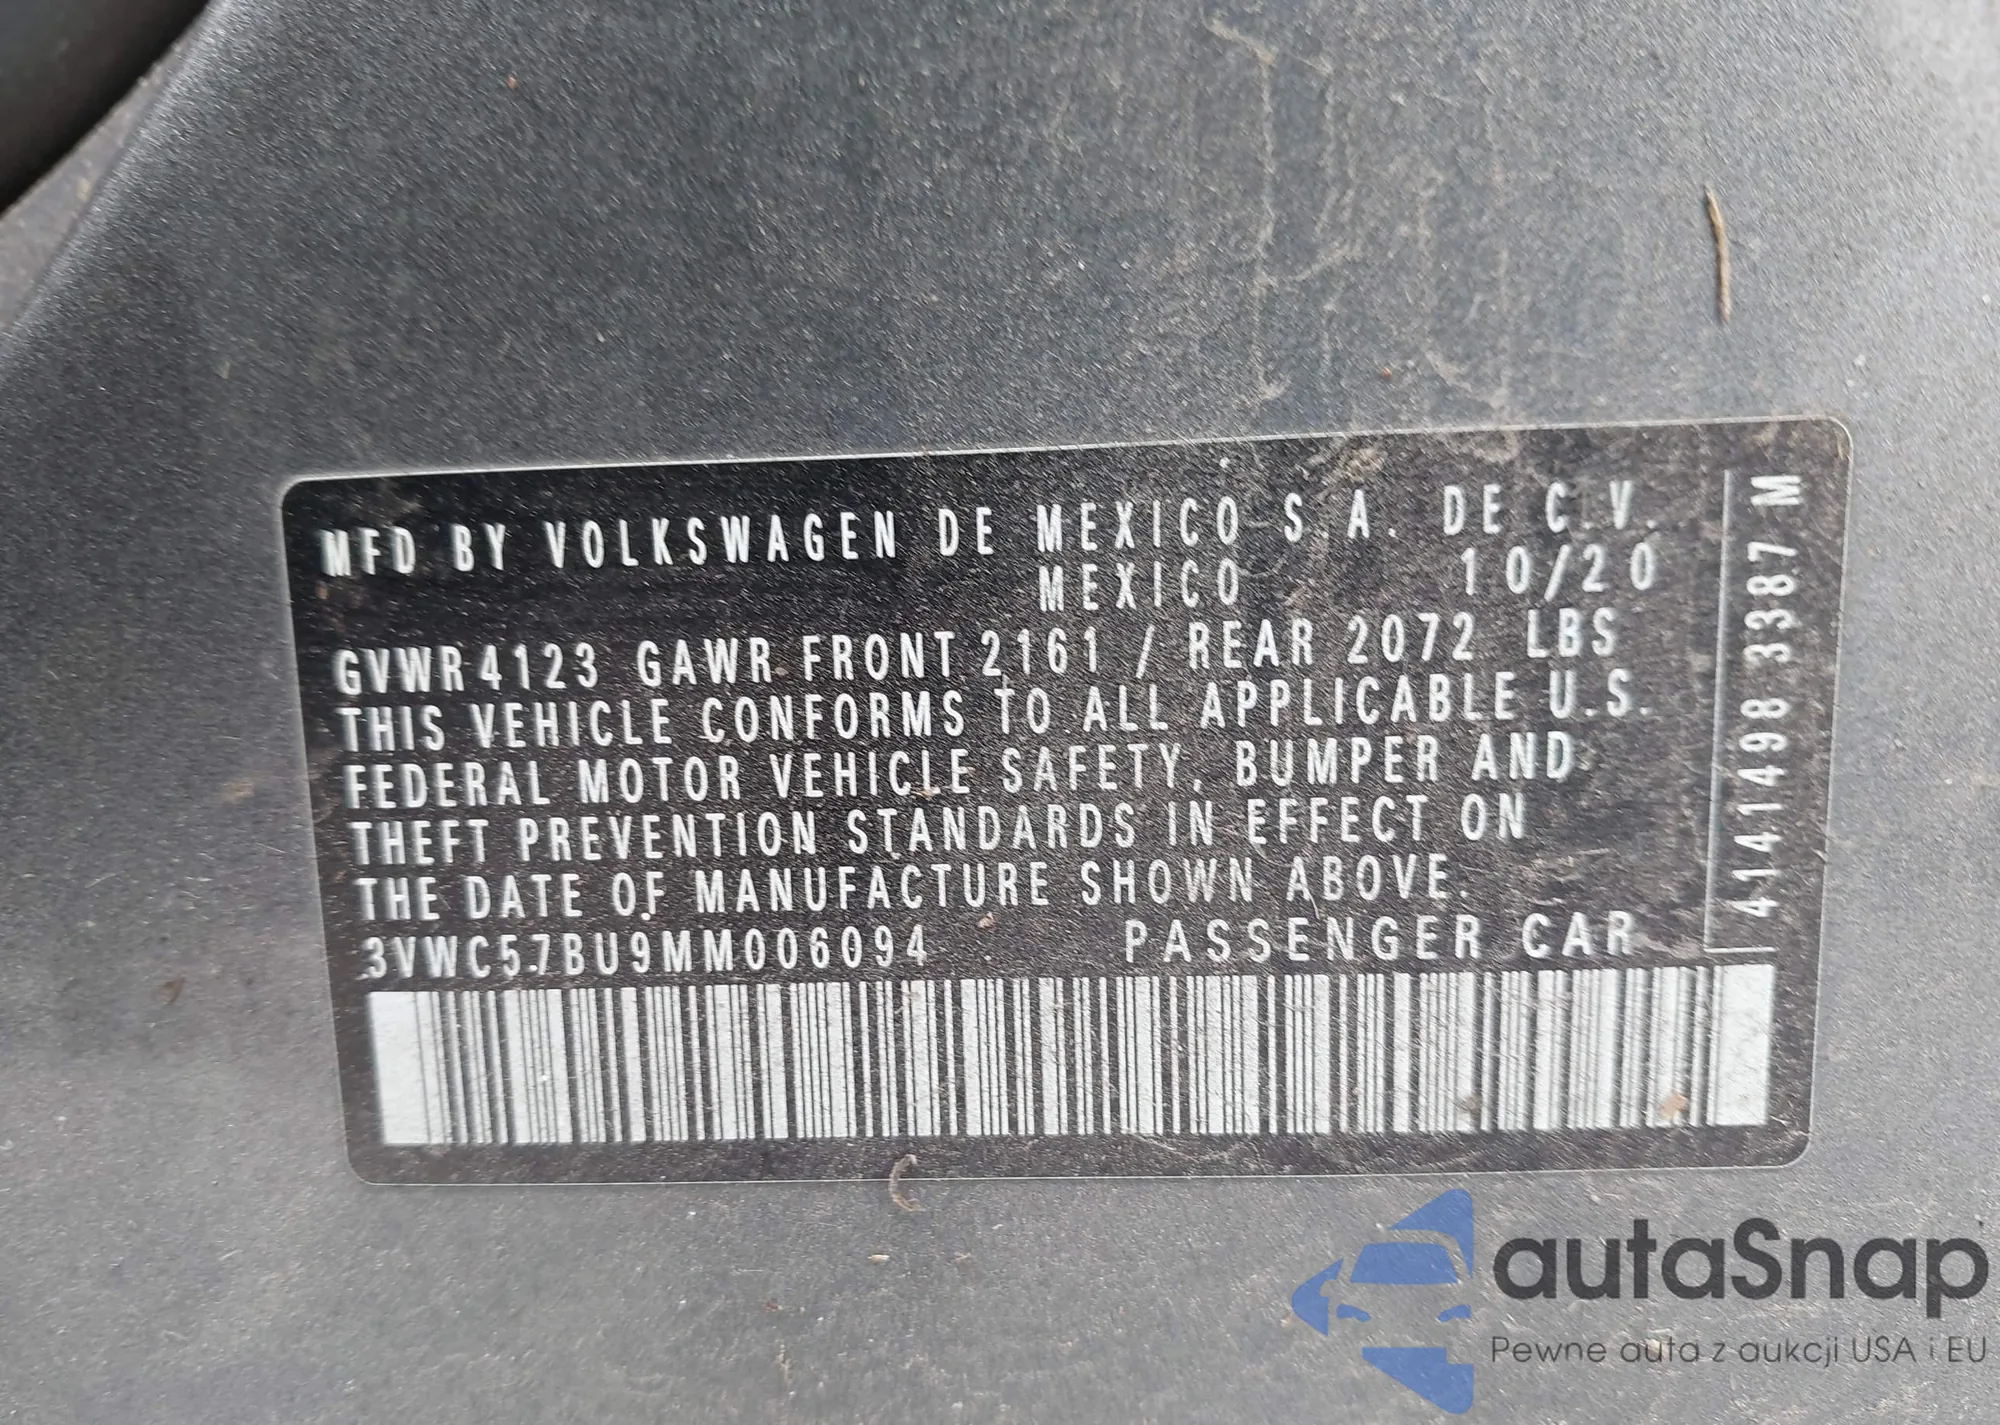 MFD BY VOLKSWAGEN DE MEXICO S.A. DE C.V.
MEXICO 10/20
GVWR 4123 GAWR FRONT 2161 / REAR 2072 LBS
THIS VEHICLE CONFORMS TO ALL APPLICABLE U.S.
FEDERAL MOTOR VEHICLE SAFETY, BUMPER AND
THEFT PREVENTION STANDARDS IN EFFECT ON
THE DATE OF MANUFACTURE SHOWN ABOVE.
3VWC57BU9MM006094 PASSENGER CAR
4141498 3387 M
autaSnap
Pewne auta z aukcji USA i EU